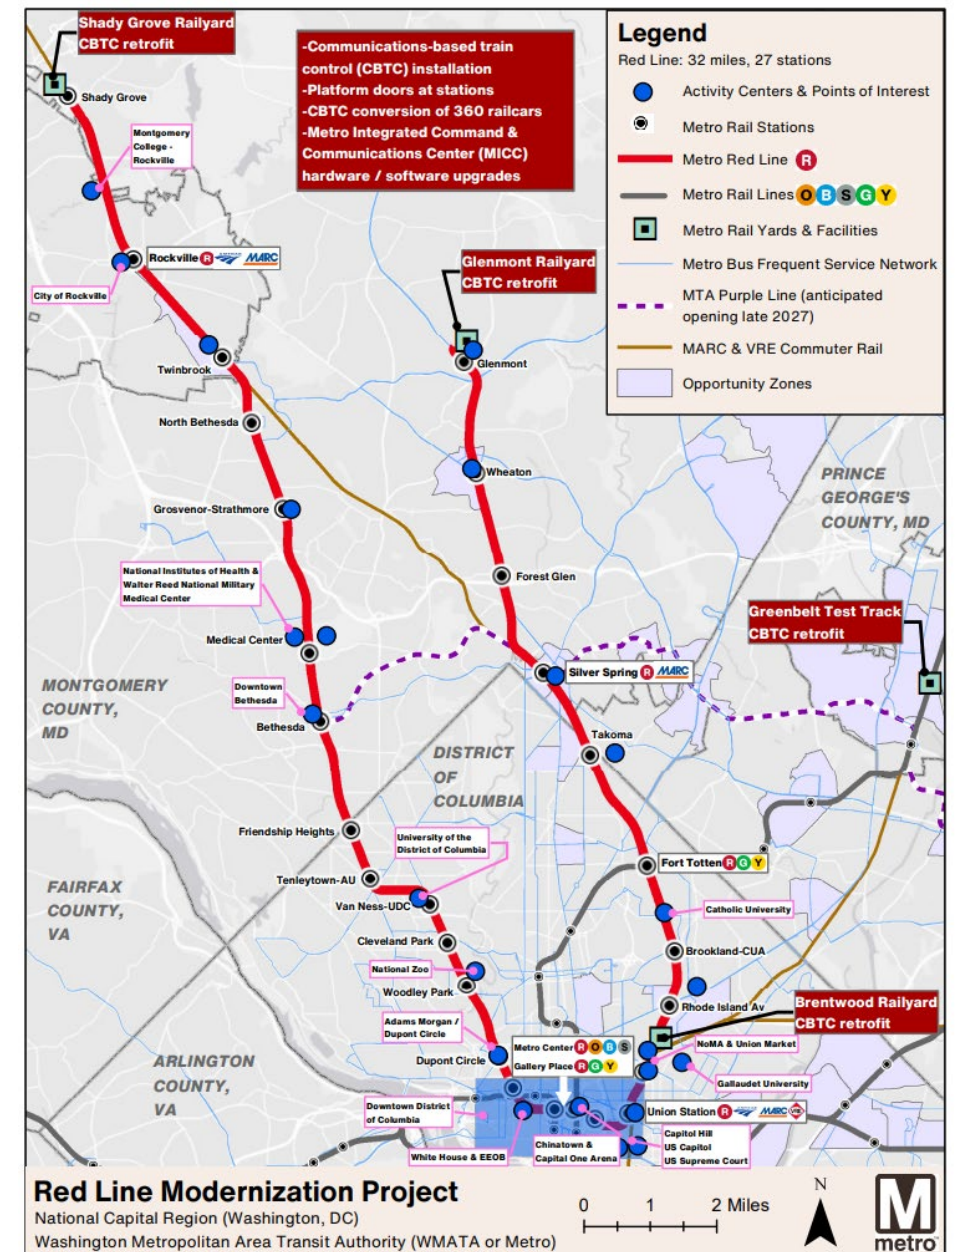 Shady Grove Railyard
CBTC retrofit
-Communications-based train
control (CBTC) installation
-Platform doors at stations
-CBTC conversion of 360 railcars
-Metro Integrated Command &
Communications Center (MICC)
hardware / software upgrades
Legend
Red Line: 32 miles, 27 stations
Activity Centers & Points of Interest
Metro Rail Stations
Metro Red Line R
Metro Rail Lines O B S G Y
Metro Rail Yards & Facilities
Metro Bus Frequent Service Network
MTA Purple Line (anticipated
opening late 2027)
MARC & VRE Commuter Rail
Opportunity Zones
Shady Grove
Montgomery
College -
Rockville
Rockville R MARC
City of Rockville
Glenmont Railyard
CBTC retrofit
Glenmont
Twinbrook
North Bethesda
Wheaton
PRINCE
GEORGE'S
COUNTY, MD
Grosvenor-Strathmore
Forest Glen
National Institutes of Health &
Walter Reed National Military
Medical Center
Greenbelt Test Track
CBTC retrofit
Medical Center
Silver Spring R MARC
MONTGOMERY
COUNTY,
MD
Downtown
Bethesda
Bethesda
Takoma
DISTRICT
OF
COLUMBIA
Friendship Heights
University of the
District of Columbia
Fort Totten R G Y
Tenleytown-AU
FAIRFAX
COUNTY,
VA
Van Ness-UDC
Catholic University
Cleveland Park
Brookland-CUA
National Zoo
Woodley Park
Rhode Island Av
Brentwood Railyard
CBTC retrofit
Adams Morgan /
Dupont Circle
Metro Center R O B S
Gallery Place R G Y
NoMA & Union Market
Dupont Circle
ARLINGTON
COUNTY,
VA
Gallaudet University
Downtown District
of Columbia
Union Station R MARC VRE
White House & EEOB
Chinatown &
Capital One Arena
Capitol Hill
US Capitol
US Supreme Court
Red Line Modernization Project
National Capital Region (Washington, DC)
Washington Metropolitan Area Transit Authority (WMATA or Metro)
0 1 2 Miles
N
M
metro